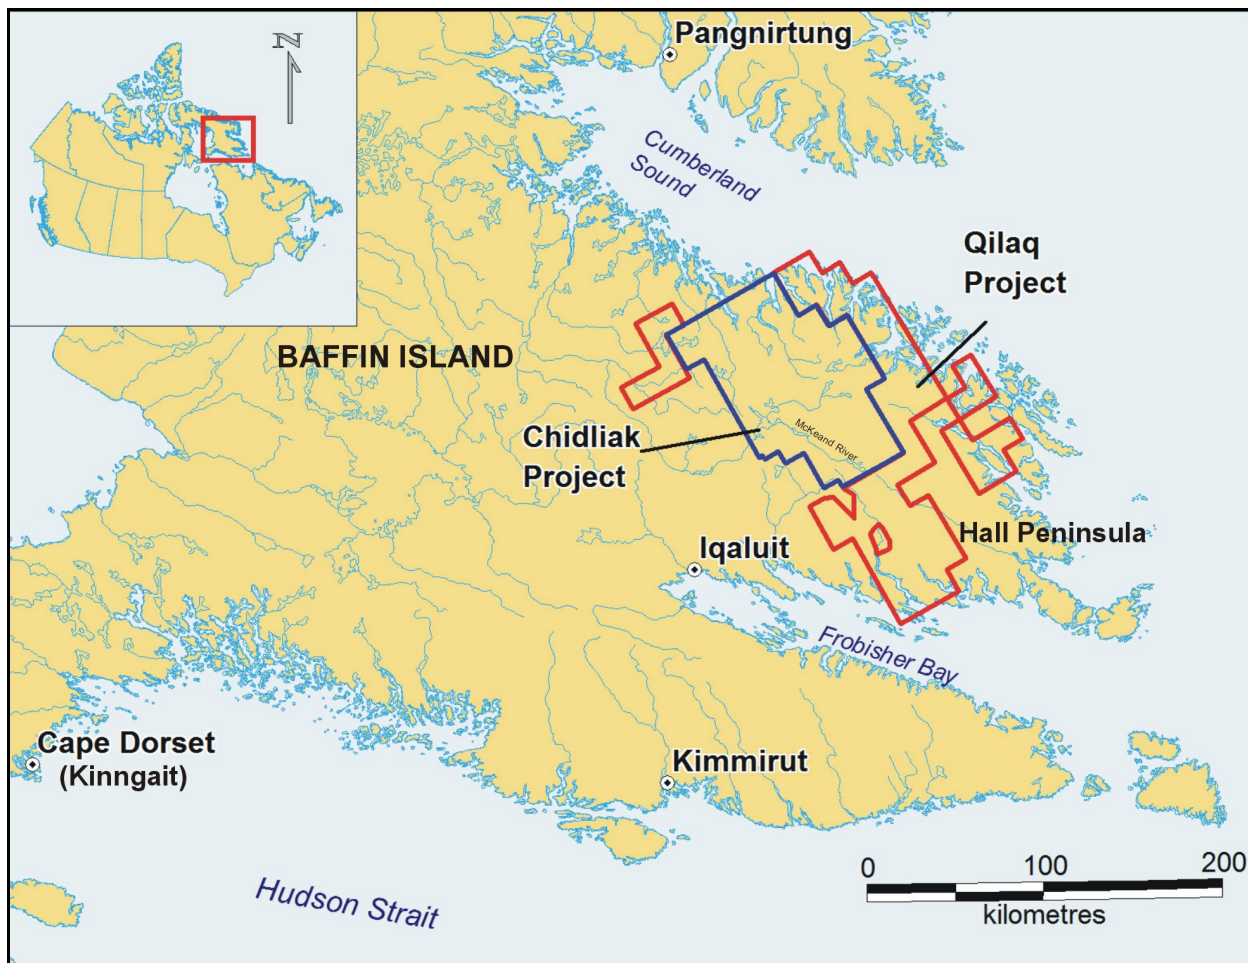 N
Pangnirtung
Cumberland
Sound
Qilaq
Project
BAFFIN ISLAND
McKeand River
Chidliak
Project
Hall Peninsula
Iqaluit
Frobisher Bay
Cape Dorset
(Kinngait)
Kimmirut
0 100 200
kilometres
Hudson Strait